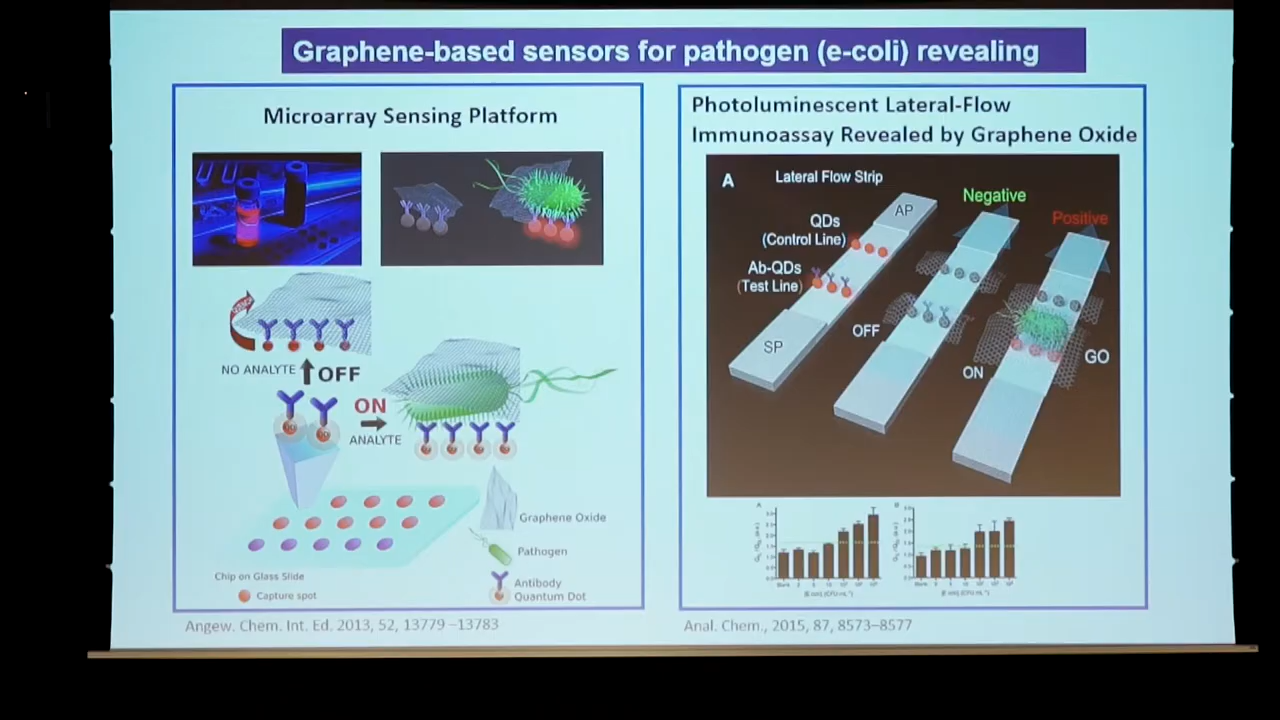 Graphene-based sensors for pathogen (e-coli) revealing
Microarray Sensing Platform
NO ANALYTE
OFF
ON
ANALYTE
Graphene Oxide
Pathogen
Antibody
Quantum Dot
Chip on Glass Slide
Capture spot
Angew. Chem. Int. Ed. 2013, 52, 13779 –13783
Photoluminescent Lateral-Flow
Immunoassay Revealed by Graphene Oxide
A
Lateral Flow Strip
AP
Negative
Positive
QDs
(Control Line)
Ab-QDs
(Test Line)
SP
OFF
ON
GO
A
B
Anal. Chem., 2015, 87, 8573–8577